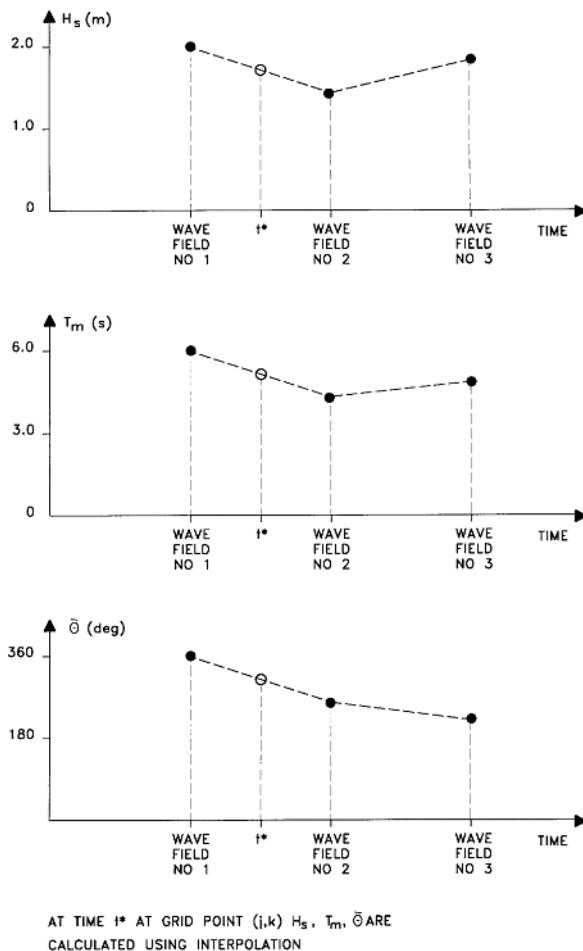 H_s (m)
2.0
1.0
0
WAVE FIELD NO 1
t*
WAVE FIELD NO 2
WAVE FIELD NO 3
TIME
T_m (s)
6.0
3.0
0
WAVE FIELD NO 1
t*
WAVE FIELD NO 2
WAVE FIELD NO 3
TIME
Θ̄ (deg)
360
180
WAVE FIELD NO 1
t*
WAVE FIELD NO 2
WAVE FIELD NO 3
TIME
AT TIME t* AT GRID POINT (j,k) H_s, T_m, Θ̄ ARE
CALCULATED USING INTERPOLATION